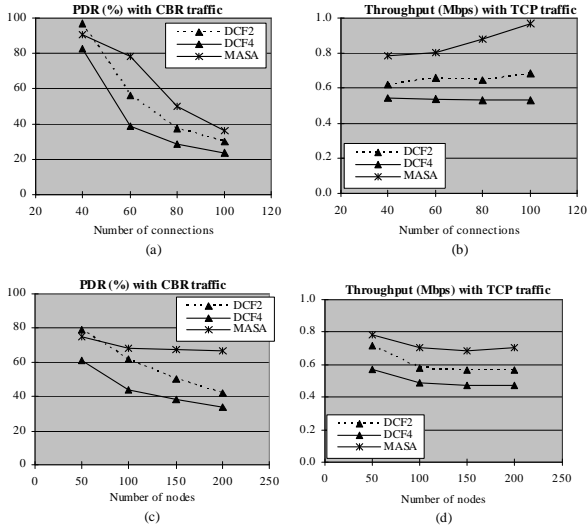 PDR (%) with CBR traffic
100
80
60
40
20
0
20 40 60 80 100 120
Number of connections
DCF2
DCF4
MASA
(a)
Throughput (Mbps) with TCP traffic
1.0
0.8
0.6
0.4
0.2
0.0
20 40 60 80 100 120
Number of connections
DCF2
DCF4
MASA
(b)
PDR (%) with CBR traffic
100
80
60
40
20
0
0 50 100 150 200 250
Number of nodes
DCF2
DCF4
MASA
(c)
Throughput (Mbps) with TCP traffic
1.0
0.8
0.6
0.4
0.2
0.0
0 50 100 150 200 250
Number of nodes
DCF2
DCF4
MASA
(d)